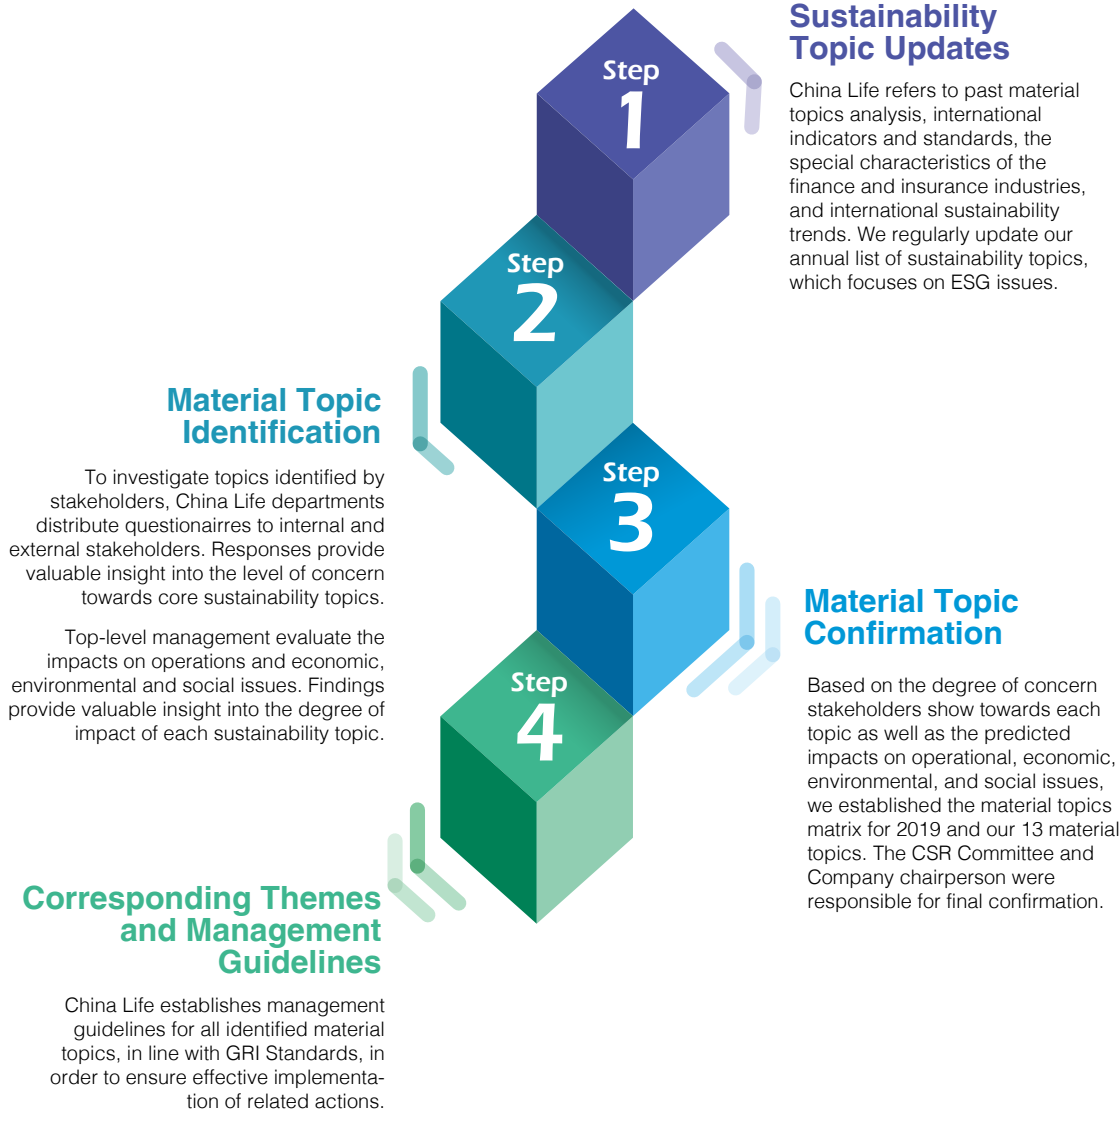 Step
1
Sustainability
Topic Updates
China Life refers to past material
topics analysis, international
indicators and standards, the
special characteristics of the
finance and insurance industries,
and international sustainability
trends. We regularly update our
annual list of sustainability topics,
which focuses on ESG issues.
Step
2
Material Topic
Identification
To investigate topics identified by
stakeholders, China Life departments
distribute questionairres to internal and
external stakeholders. Responses provide
valuable insight into the level of concern
towards core sustainability topics.
Top-level management evaluate the
impacts on operations and economic,
environmental and social issues. Findings
provide valuable insight into the degree of
impact of each sustainability topic.
Step
3
Material Topic
Confirmation
Based on the degree of concern
stakeholders show towards each
topic as well as the predicted
impacts on operational, economic,
environmental, and social issues,
we established the material topics
matrix for 2019 and our 13 material
topics. The CSR Committee and
Company chairperson were
responsible for final confirmation.
Step
4
Corresponding Themes
and Management
Guidelines
China Life establishes management
guidelines for all identified material
topics, in line with GRI Standards, in
order to ensure effective implementa-
tion of related actions.